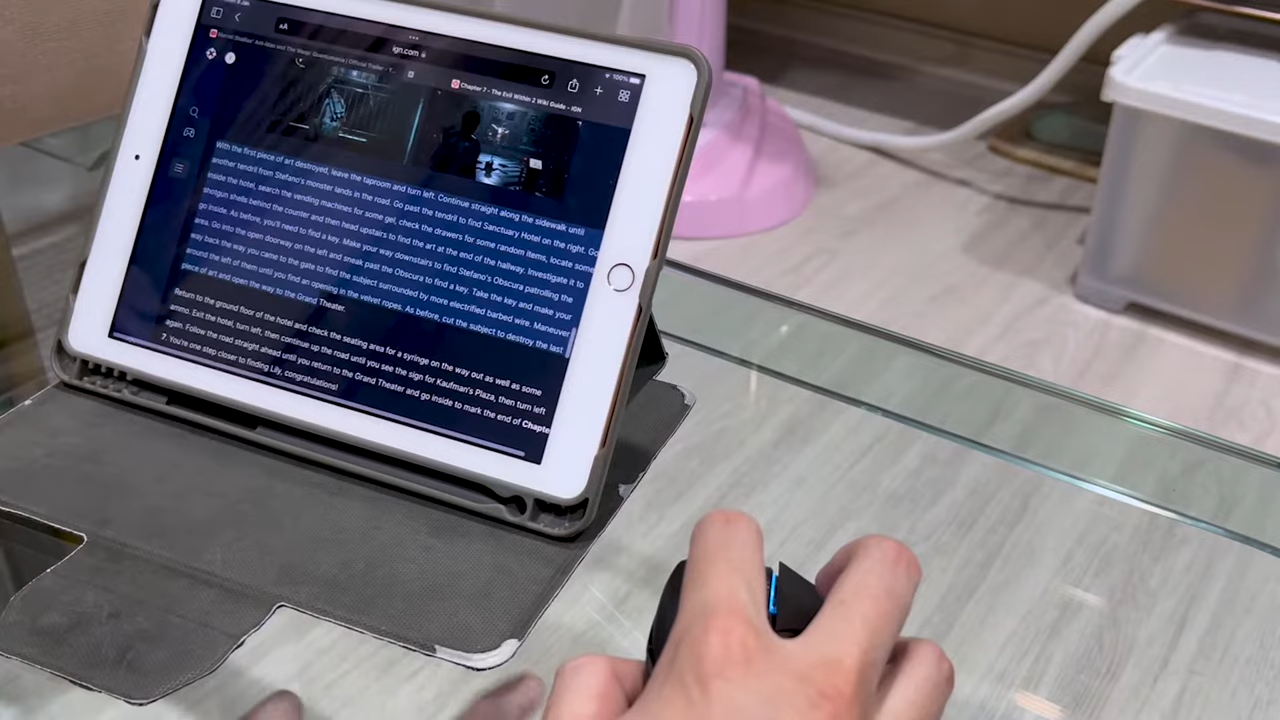 AA
ign.com
100%
Marvel Studios' Ant-Man and The Wasp: Quantumania | Official Trailer - T...
Chapter 7 - The Evil Within 2 Wiki Guide - IGN
With the first piece of art destroyed, leave the taproom and turn left. Continue straight along the sidewalk until
another tendril from Stefano's monster lands in the road. Go past the tendril to find Sanctuary Hotel on the right. Go
inside the hotel, search the vending machines for some gel, check the drawers for some random items, locate some
shotgun shells behind the counter and then head upstairs to find the art at the end of the hallway. Investigate it to
go inside. As before, you'll need to find a key. Make your way downstairs to find Stefano's Obscura patrolling the
area. Go into the open doorway on the left and sneak past the Obscura to find a key. Take the key and make your
way back the way you came to the gate to find the subject surrounded by more electrified barbed wire. Maneuver
around the left of them until you find an opening in the velvet ropes. As before, cut the subject to destroy the last
piece of art and open the way to the Grand Theater.
Return to the ground floor of the hotel and check the seating area for a syringe on the way out as well as some
ammo. Exit the hotel, turn left, then continue up the road until you see the sign for Kaufman's Plaza, then turn left
again. Follow the road straight ahead until you return to the Grand Theater and go inside to mark the end of Chapte
7. You're one step closer to finding Lily, congratulations!